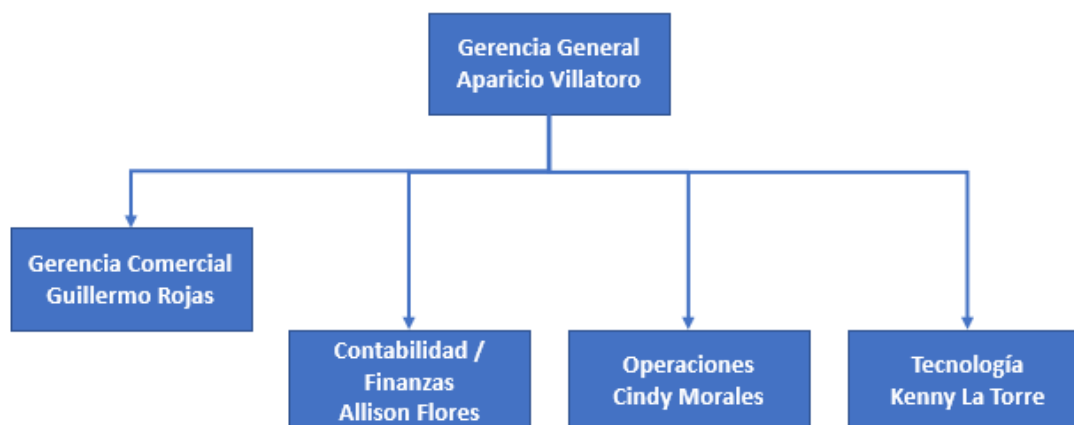 Gerencia General
Aparicio Villatoro
Gerencia Comercial
Guillermo Rojas
Contabilidad /
Finanzas
Allison Flores
Operaciones
Cindy Morales
Tecnología
Kenny La Torre